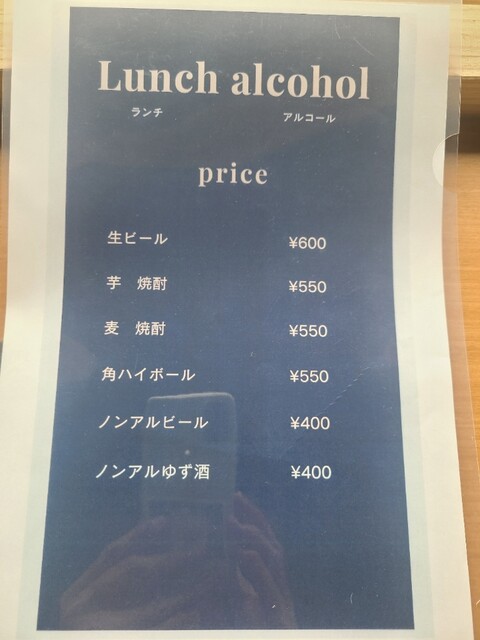 Lunch alcohol
ランチ アルコール
price
生ビール ¥600
芋 焼酎 ¥550
麦 焼酎 ¥550
角ハイボール ¥550
ノンアルビール ¥400
ノンアルゆず酒 ¥400